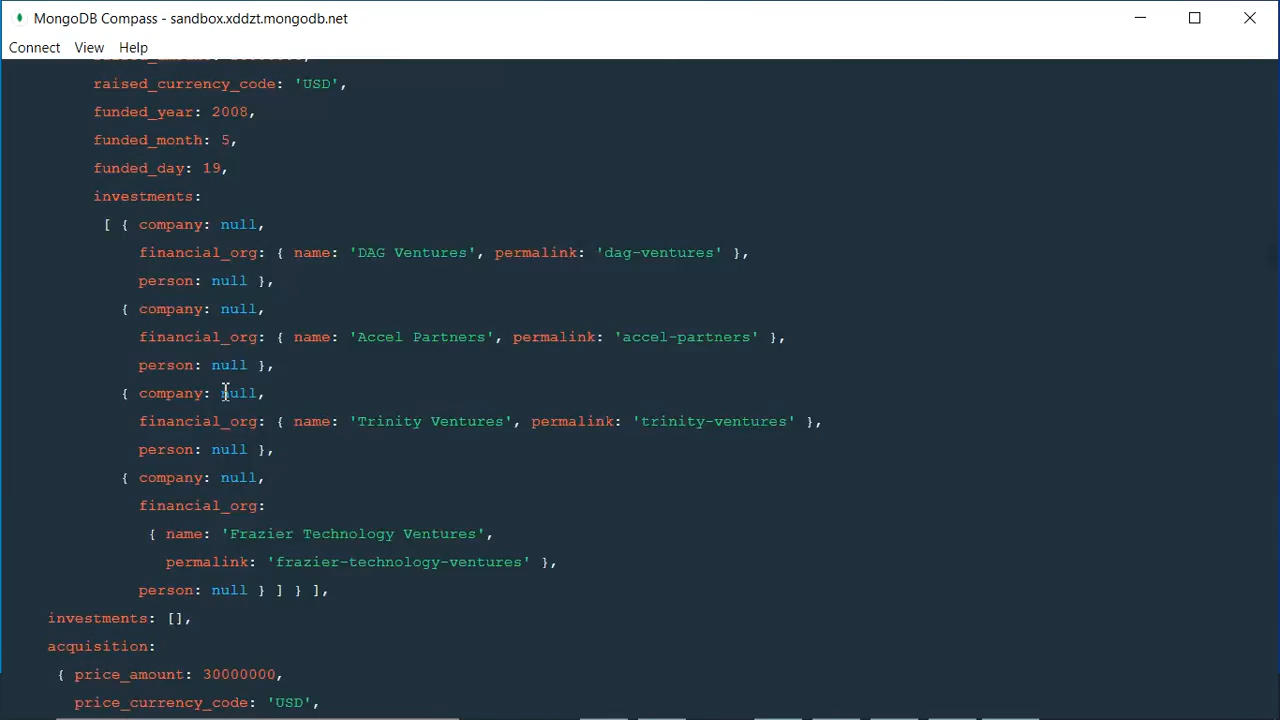 MongoDB Compass - sandbox.xddzt.mongodb.net
Connect View Help
raised_currency_code: 'USD',
funded_year: 2008,
funded_month: 5,
funded_day: 19,
investments:
[ { company: null,
financial_org: { name: 'DAG Ventures', permalink: 'dag-ventures' },
person: null },
{ company: null,
financial_org: { name: 'Accel Partners', permalink: 'accel-partners' },
person: null },
{ company: null,
financial_org: { name: 'Trinity Ventures', permalink: 'trinity-ventures' },
person: null },
{ company: null,
financial_org:
{ name: 'Frazier Technology Ventures',
permalink: 'frazier-technology-ventures' },
person: null } ] } ],
investments: [],
acquisition:
{ price_amount: 30000000,
price_currency_code: 'USD',